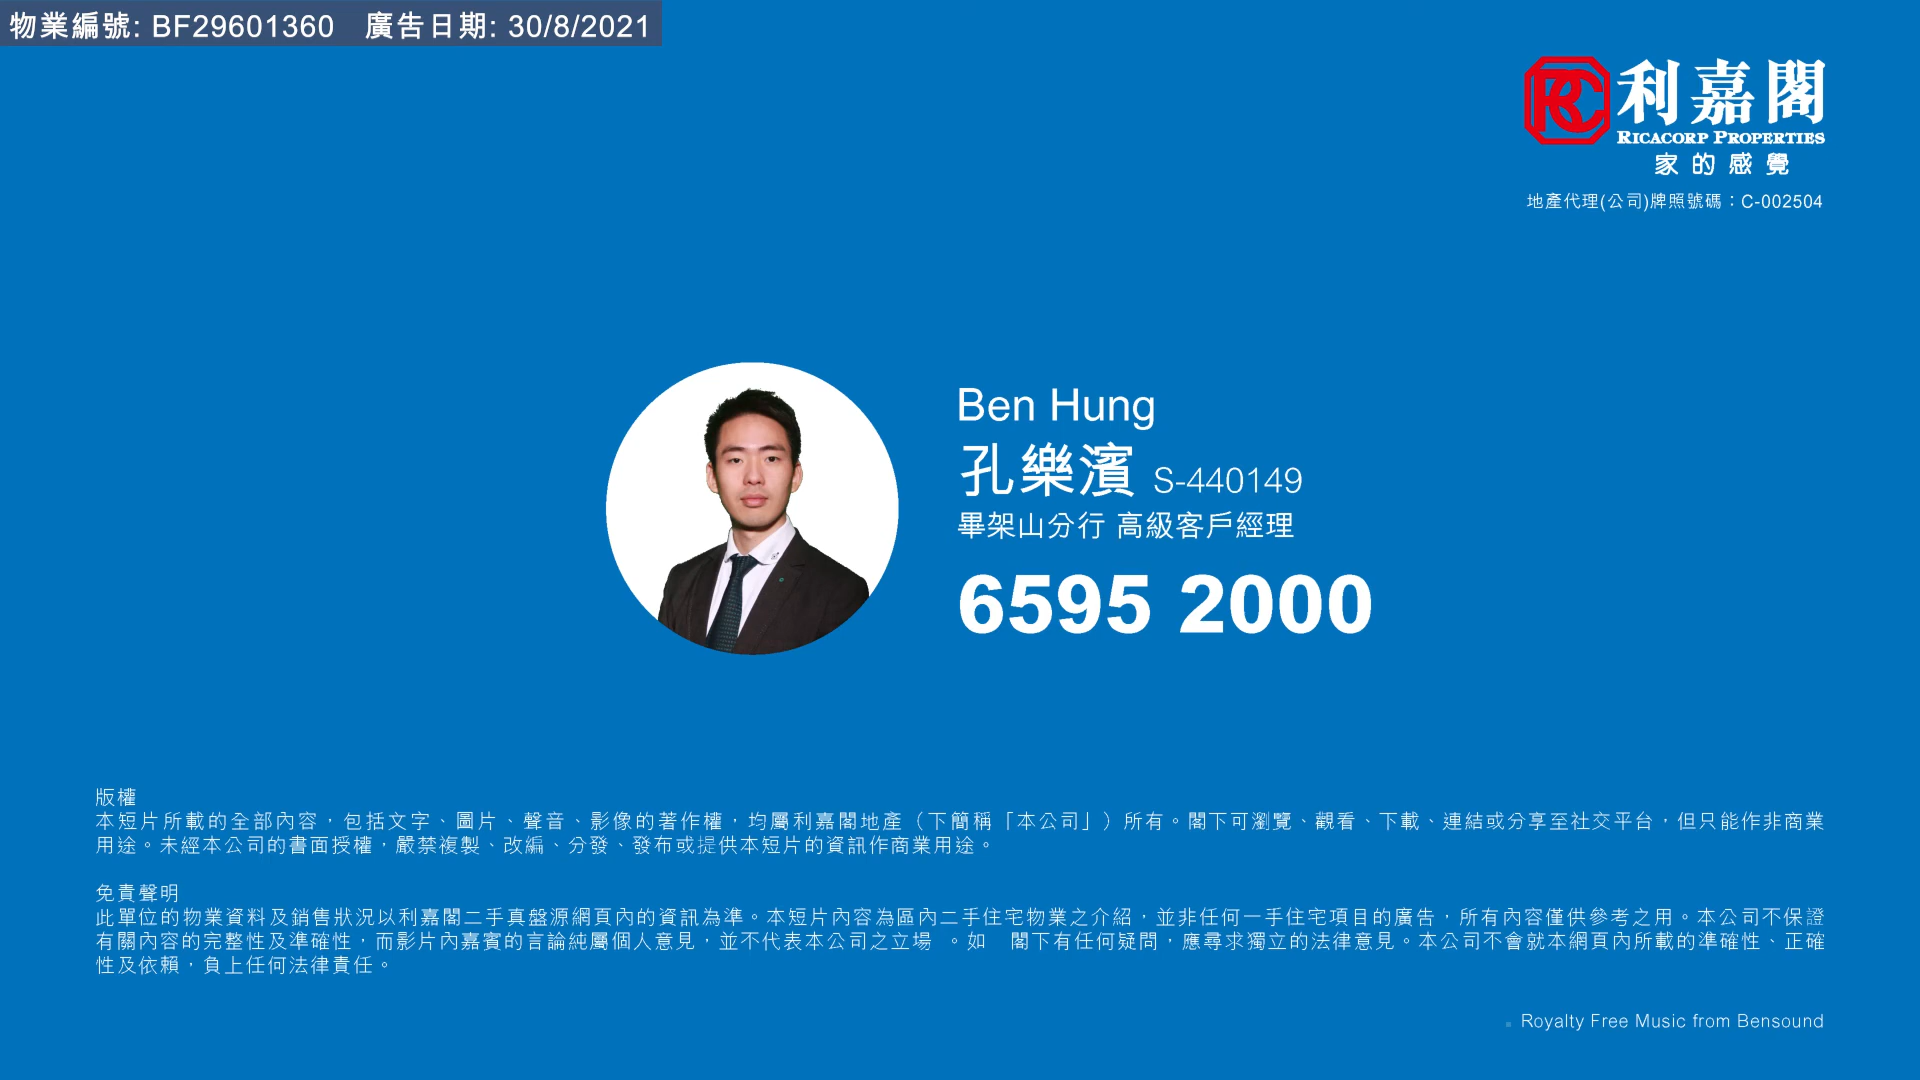 物業編號: BF29601360 廣告日期: 30/8/2021
RC 利嘉閣
RICACORP PROPERTIES
家的感覺
地產代理(公司)牌照號碼：C-002504
Ben Hung
孔樂濱 S-440149
畢架山分行 高級客戶經理
6595 2000
版權
本短片所載的全部內容，包括文字、圖片、聲音、影像的著作權，均屬利嘉閣地產（下簡稱「本公司」）所有。閣下可瀏覽、觀看、下載、連結或分享至社交平台，但只能作非商業
用途。未經本公司的書面授權，嚴禁複製、改編、分發、發布或提供本短片的資訊作商業用途。
免責聲明
此單位的物業資料及銷售狀況以利嘉閣二手真盤源網頁內的資訊為準。本短片內容為區內二手住宅物業之介紹，並非任何一手住宅項目的廣告，所有內容僅供參考之用。本公司不保證
有關內容的完整性及準確性，而影片內嘉賓的言論純屬個人意見，並不代表本公司之立場 。如 閣下有任何疑問，應尋求獨立的法律意見。本公司不會就本網頁內所載的準確性、正確
性及依賴，負上任何法律責任。
Royalty Free Music from Bensound